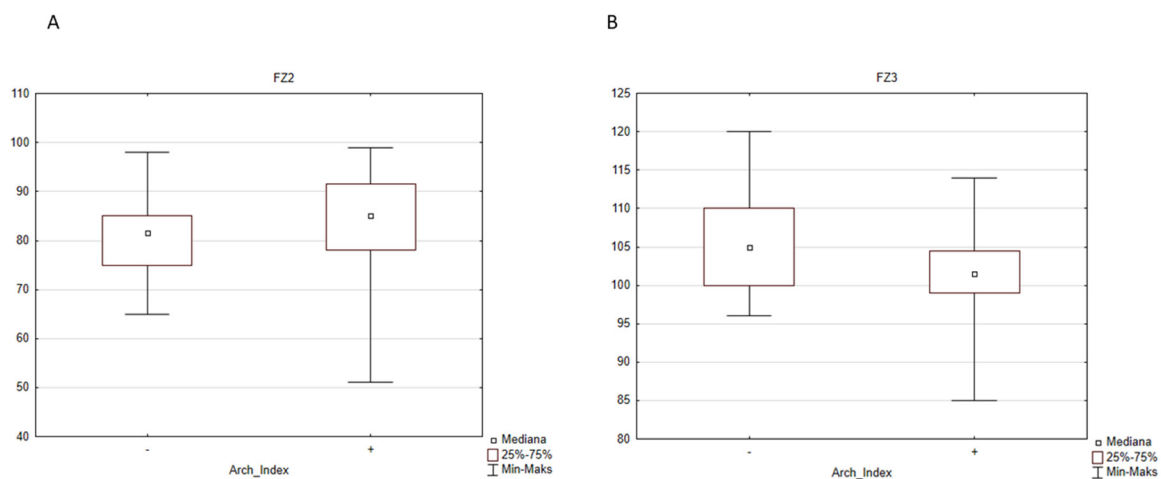 A
FZ2
110
100
90
80
70
60
50
40
-
+
Arch_Index
Mediana
25%-75%
Min-Maks
B
FZ3
125
120
115
110
105
100
95
90
85
80
-
+
Arch_Index
Mediana
25%-75%
Min-Maks